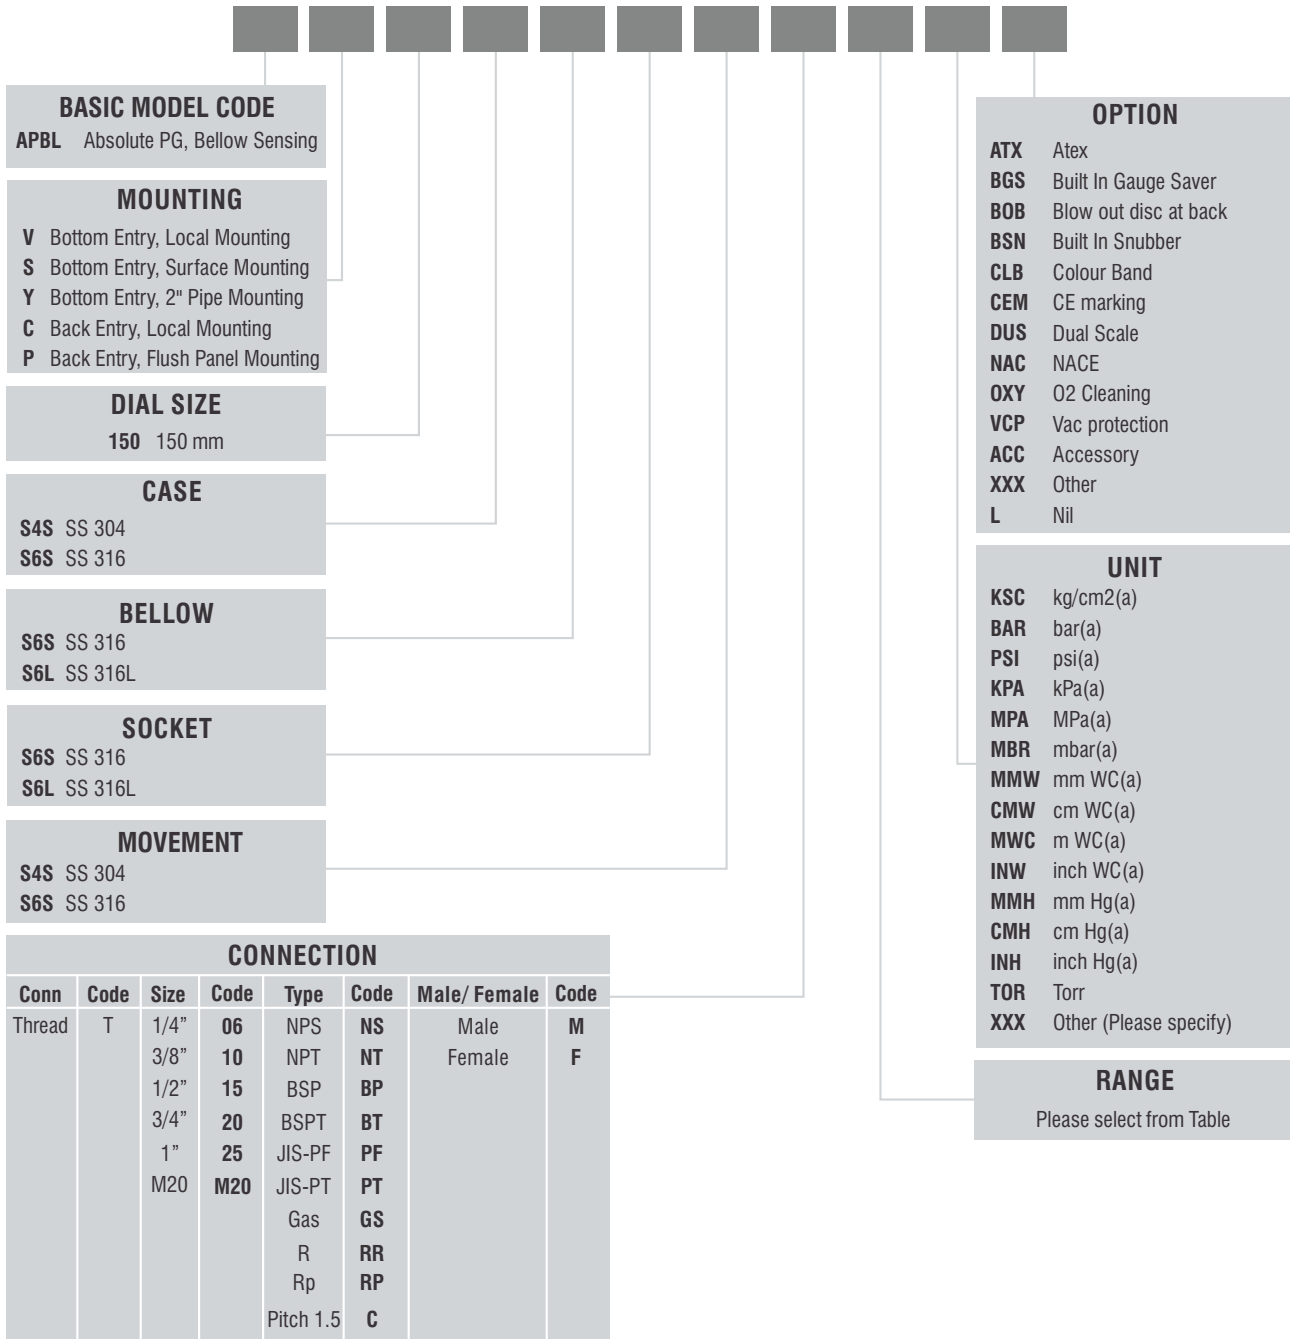 BASIC MODEL CODE
APBL Absolute PG, Bellow Sensing
MOUNTING
V Bottom Entry, Local Mounting
S Bottom Entry, Surface Mounting
Y Bottom Entry, 2" Pipe Mounting
C Back Entry, Local Mounting
P Back Entry, Flush Panel Mounting
DIAL SIZE
150 150 mm
CASE
S4S SS 304
S6S SS 316
BELLOW
S6S SS 316
S6L SS 316L
SOCKET
S6S SS 316
S6L SS 316L
MOVEMENT
S4S SS 304
S6S SS 316
CONNECTION
Conn Code Size Code Type Code Male/ Female Code
Thread T 1/4” 06 NPS NS Male M
3/8” 10 NPT NT Female F
1/2” 15 BSP BP
3/4” 20 BSPT BT
1” 25 JIS-PF PF
M20 M20 JIS-PT PT
Gas GS
R RR
Rp RP
Pitch 1.5 C
OPTION
ATX Atex
BGS Built In Gauge Saver
BOB Blow out disc at back
BSN Built In Snubber
CLB Colour Band
CEM CE marking
DUS Dual Scale
NAC NACE
OXY O2 Cleaning
VCP Vac protection
ACC Accessory
XXX Other
L Nil
UNIT
KSC kg/cm2(a)
BAR bar(a)
PSI psi(a)
KPA kPa(a)
MPA MPa(a)
MBR mbar(a)
MMW mm WC(a)
CMW cm WC(a)
MWC m WC(a)
INW inch WC(a)
MMH mm Hg(a)
CMH cm Hg(a)
INH inch Hg(a)
TOR Torr
XXX Other (Please specify)
RANGE
Please select from Table